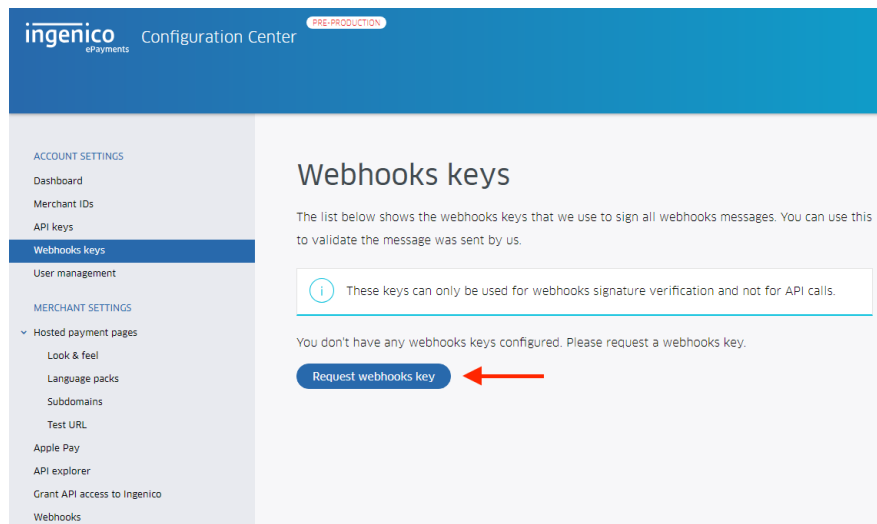 ingenico
ePayments
Configuration Center
PRE-PRODUCTION
ACCOUNT SETTINGS
Dashboard
Merchant IDs
API keys
Webhooks keys
User management
MERCHANT SETTINGS
Hosted payment pages
Look & feel
Language packs
Subdomains
Test URL
Apple Pay
API explorer
Grant API access to Ingenico
Webhooks
Webhooks keys
The list below shows the webhooks keys that we use to sign all webhooks messages. You can use this
to validate the message was sent by us.
i These keys can only be used for webhooks signature verification and not for API calls.
You don't have any webhooks keys configured. Please request a webhooks key.
Request webhooks key